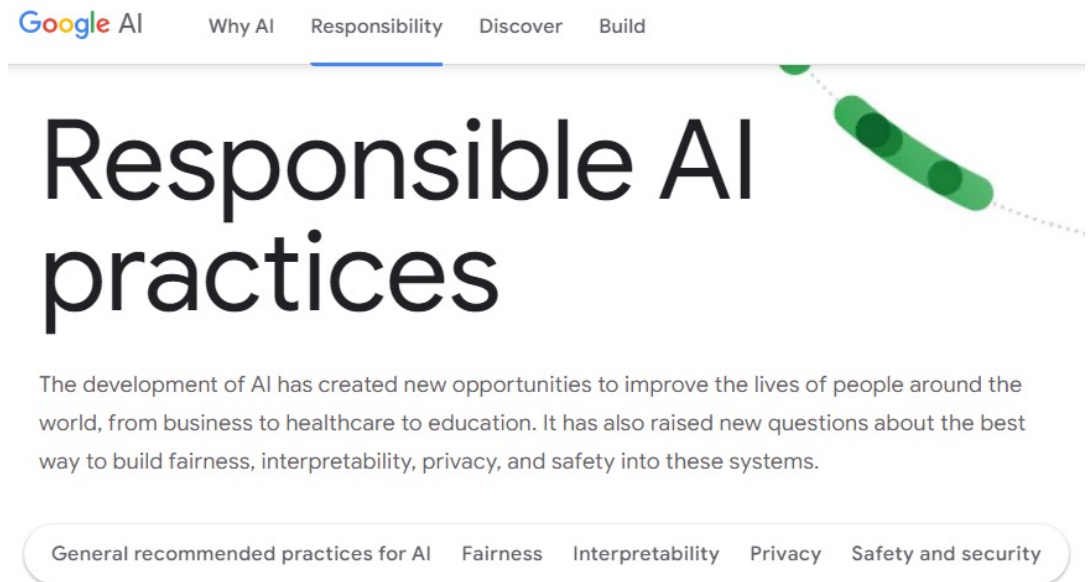 Google AI Why AI Responsibility Discover Build
Responsible AI
practices
The development of AI has created new opportunities to improve the lives of people around the
world, from business to healthcare to education. It has also raised new questions about the best
way to build fairness, interpretability, privacy, and safety into these systems.
General recommended practices for AI Fairness Interpretability Privacy Safety and security